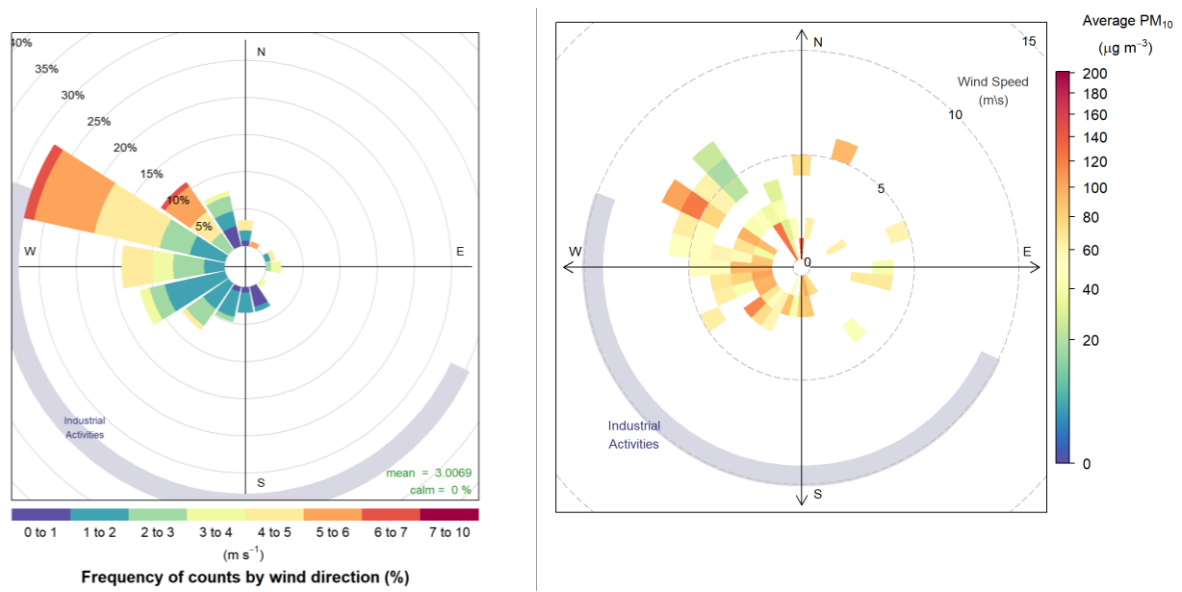 40%
35%
30%
25%
20%
15%
10%
5%
N
W
E
S
Industrial
Activities
mean = 3.0069
calm = 0 %
0 to 1 1 to 2 2 to 3 3 to 4 4 to 5 5 to 6 6 to 7 7 to 10
(m s⁻¹)
Frequency of counts by wind direction (%)
N
15
Wind Speed
(m\s)
10
5
0
W
E
S
Industrial
Activities
Average PM₁₀
(μg m⁻³)
200
180
160
140
120
100
80
60
40
20
0